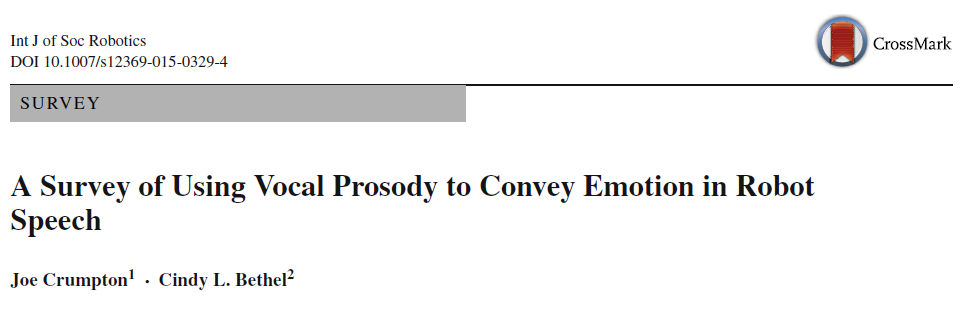 Int J of Soc Robotics
DOI 10.1007/s12369-015-0329-4
CrossMark
SURVEY
A Survey of Using Vocal Prosody to Convey Emotion in Robot
Speech
Joe Crumpton¹ · Cindy L. Bethel²